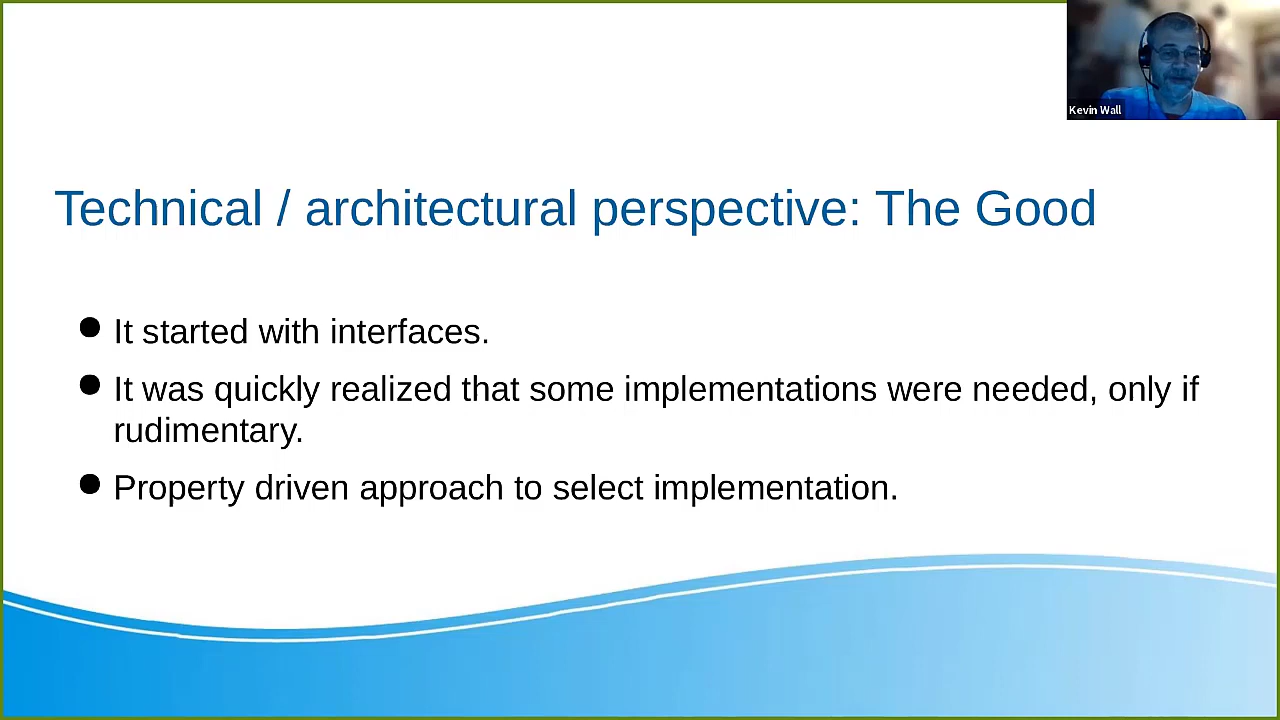 Kevin Wall
Technical / architectural perspective: The Good
It started with interfaces.
It was quickly realized that some implementations were needed, only if
rudimentary.
Property driven approach to select implementation.